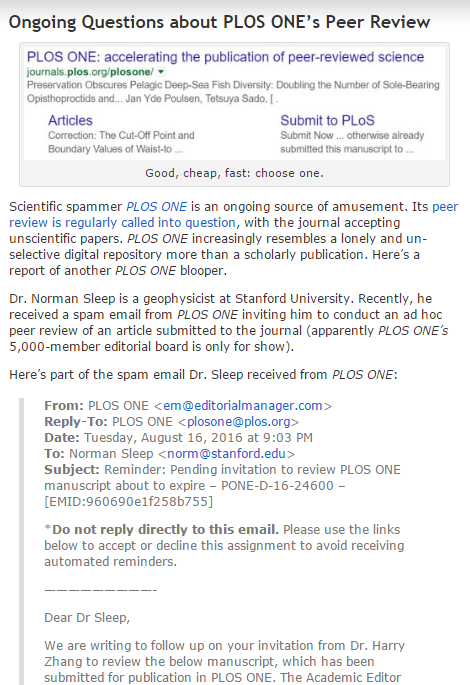 Ongoing Questions about PLOS ONE's Peer Review
PLOS ONE: accelerating the publication of peer-reviewed science
journals.plos.org/plosone/ ▼
Preservation Obscures Pelagic Deep-Sea Fish Diversity: Doubling the Number of Sole-Bearing
Opisthoproctids and... Jan Yde Poulsen, Tetsuya Sado, [.
Articles
Correction: The Cut-Off Point and
Boundary Values of Waist-to ...
Submit to PLoS
Submit Now ... otherwise already
submitted this manuscript to ...
Good, cheap, fast: choose one.
Scientific spammer PLOS ONE is an ongoing source of amusement. Its peer
review is regularly called into question, with the journal accepting
unscientific papers. PLOS ONE increasingly resembles a lonely and un-
selective digital repository more than a scholarly publication. Here's a
report of another PLOS ONE blooper.
Dr. Norman Sleep is a geophysicist at Stanford University. Recently, he
received a spam email from PLOS ONE inviting him to conduct an ad hoc
peer review of an article submitted to the journal (apparently PLOS ONE's
5,000-member editorial board is only for show).
Here's part of the spam email Dr. Sleep received from PLOS ONE:
From: PLOS ONE <em@editorialmanager.com>
Reply-To: PLOS ONE <plosone@plos.org>
Date: Tuesday, August 16, 2016 at 9:03 PM
To: Norman Sleep <norm@stanford.edu>
Subject: Reminder: Pending invitation to review PLOS ONE
manuscript about to expire – PONE-D-16-24600 –
[EMID:960690e1f258b755]
*Do not reply directly to this email. Please use the links
below to accept or decline this assignment to avoid receiving
automated reminders.
—————————-
Dear Dr Sleep,
We are writing to follow up on your invitation from Dr. Harry
Zhang to review the below manuscript, which has been
submitted for publication in PLOS ONE. The Academic Editor